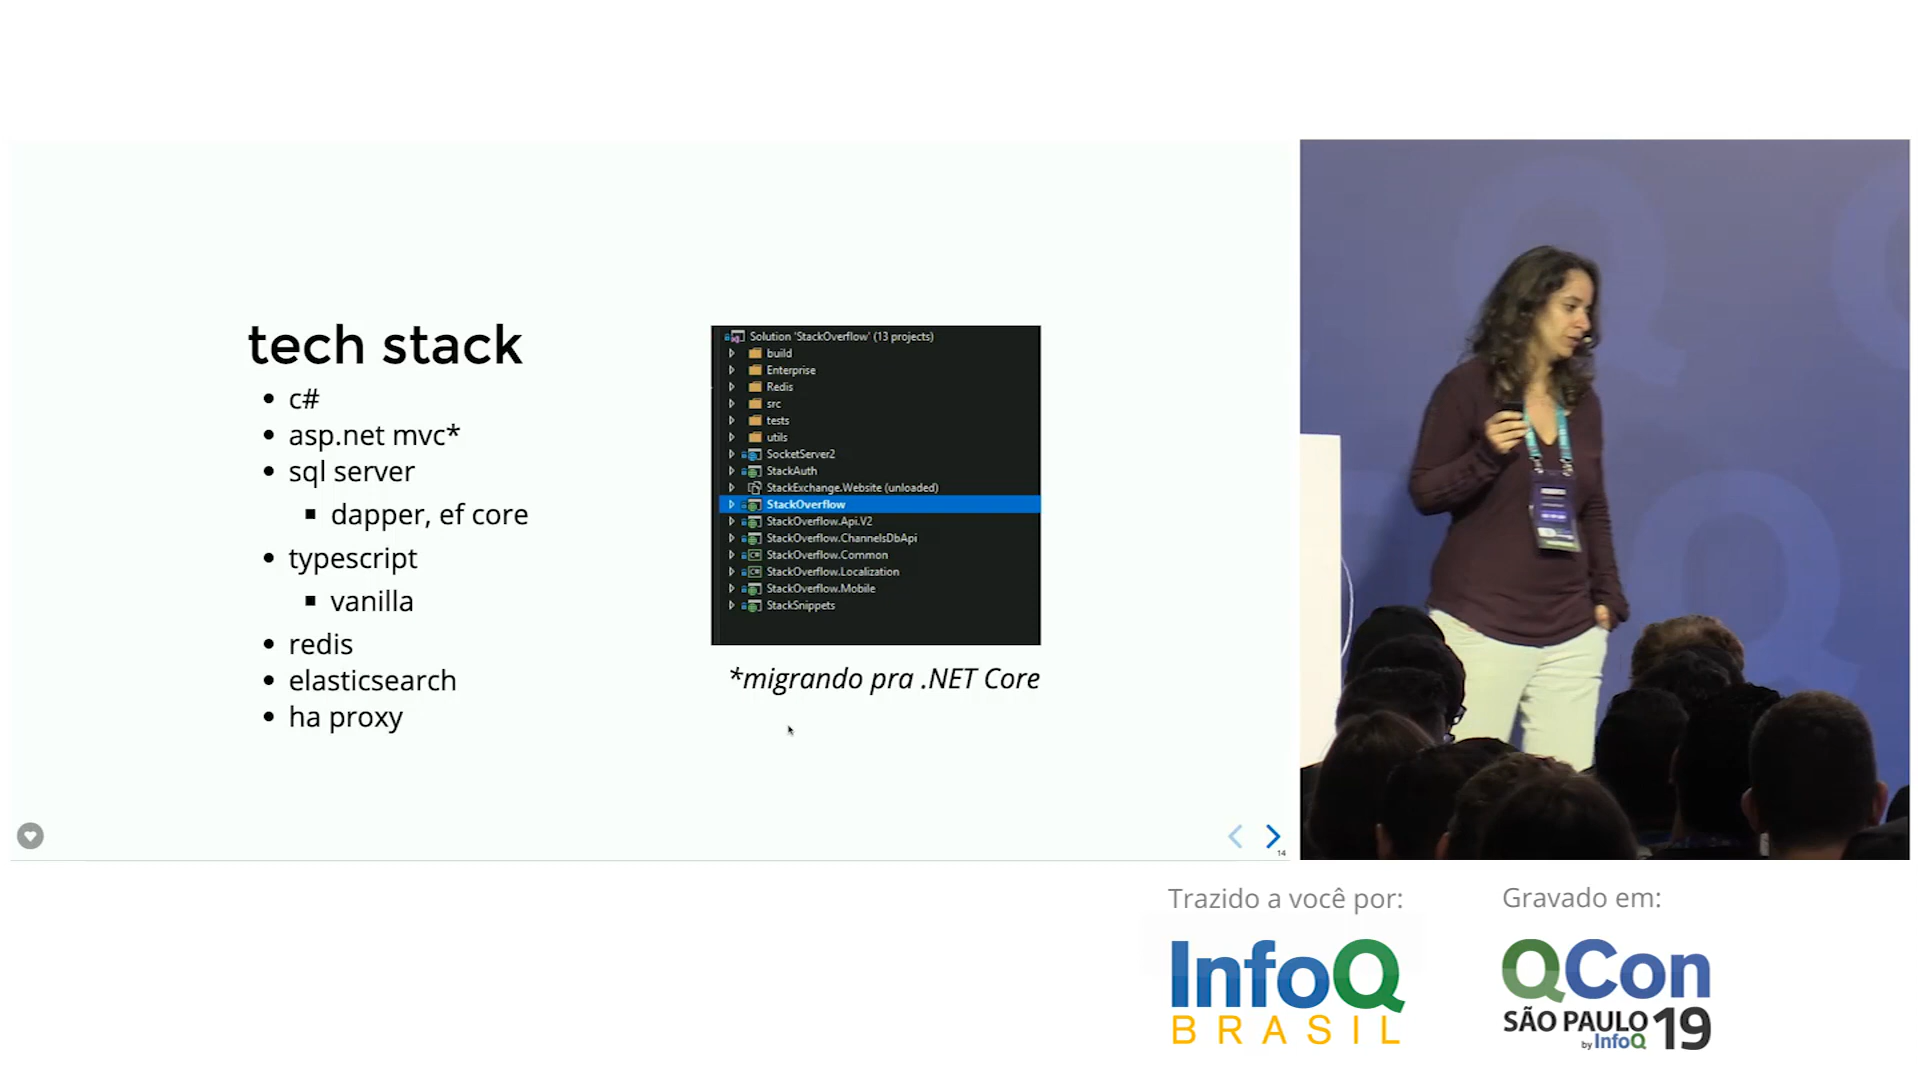 tech stack
c#
asp.net mvc*
sql server
dapper, ef core
typescript
vanilla
redis
elasticsearch
ha proxy
Solution 'StackOverflow' (13 projects)
build
Enterprise
Redis
src
tests
utils
SocketServer2
StackAuth
StackExchange.Website (unloaded)
StackOverflow
StackOverflow.Api.V2
StackOverflow.ChannelsDbApi
StackOverflow.Common
StackOverflow.Localization
StackOverflow.Mobile
StackSnippets
*migrando pra .NET Core
14
Trazido a você por:
InfoQ
BRASIL
Gravado em:
QCon
SÃO PAULO 19
by InfoQ